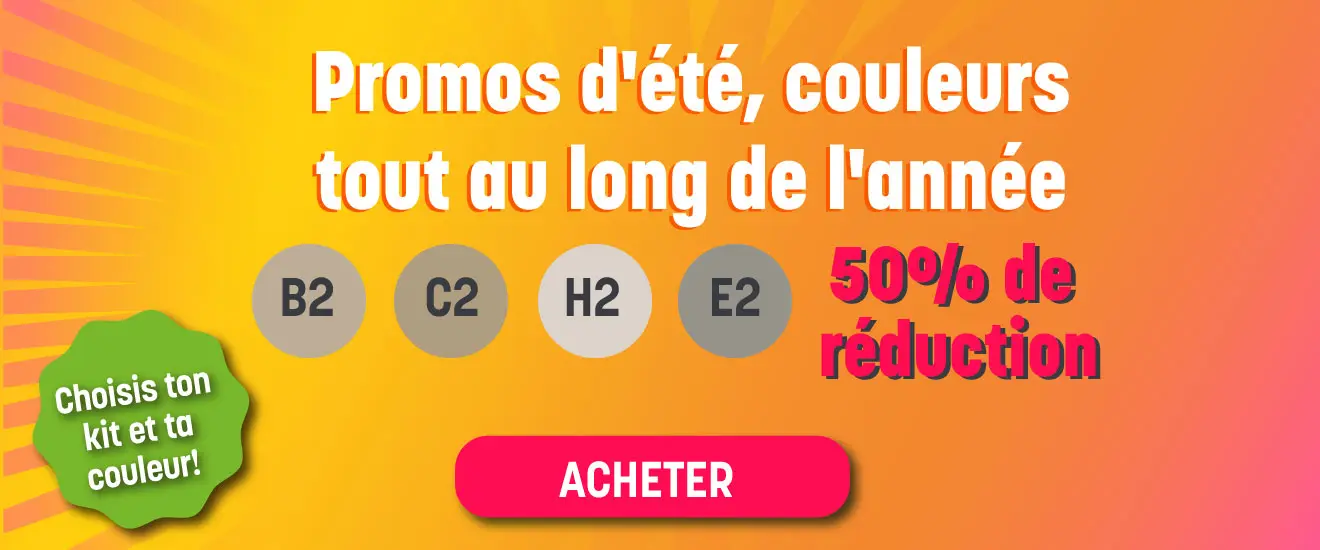 Promos d'été, couleurs
tout au long de l'année
B2 C2 H2 E2
50% de
réduction
Choisis ton
kit et ta
couleur!
ACHETER